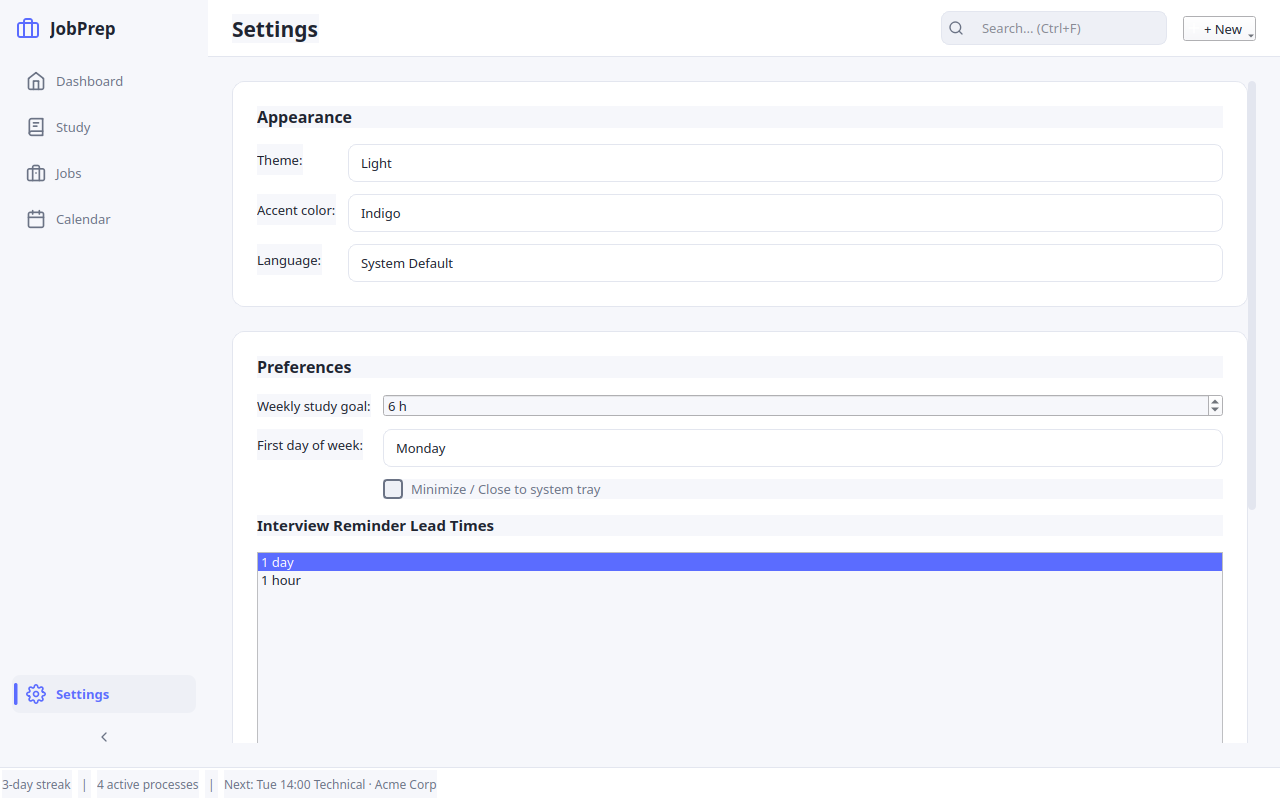 JobPrep
Settings
Search... (Ctrl+F)
+ New
Dashboard
Study
Jobs
Calendar
Appearance
Theme:
Light
Accent color:
Indigo
Language:
System Default
Preferences
Weekly study goal:
6 h
First day of week:
Monday
Minimize / Close to system tray
Interview Reminder Lead Times
1 day
1 hour
Settings
3-day streak | 4 active processes | Next: Tue 14:00 Technical · Acme Corp